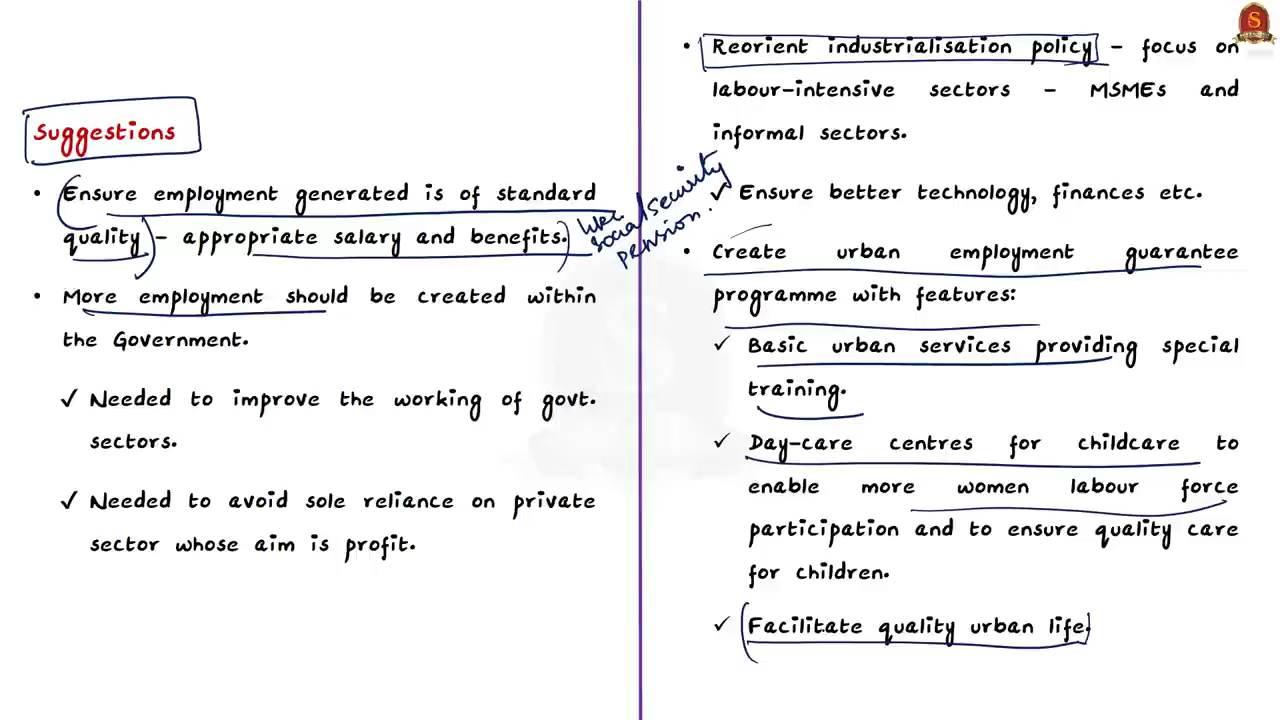 Suggestions
• Ensure employment generated is of standard
quality - appropriate salary and benefits.
like
social security
pension.
• More employment should be created within
the Government.
✓ Needed to improve the working of govt.
sectors.
✓ Needed to avoid sole reliance on private
sector whose aim is profit.
• Reorient industrialisation policy - focus on
labour-intensive sectors - MSMEs and
informal sectors.
✓ Ensure better technology, finances etc.
• Create urban employment guarantee
programme with features:
✓ Basic urban services providing special
training.
✓ Day-care centres for childcare to
enable more women labour force
participation and to ensure quality care
for children.
✓ Facilitate quality urban life.
S